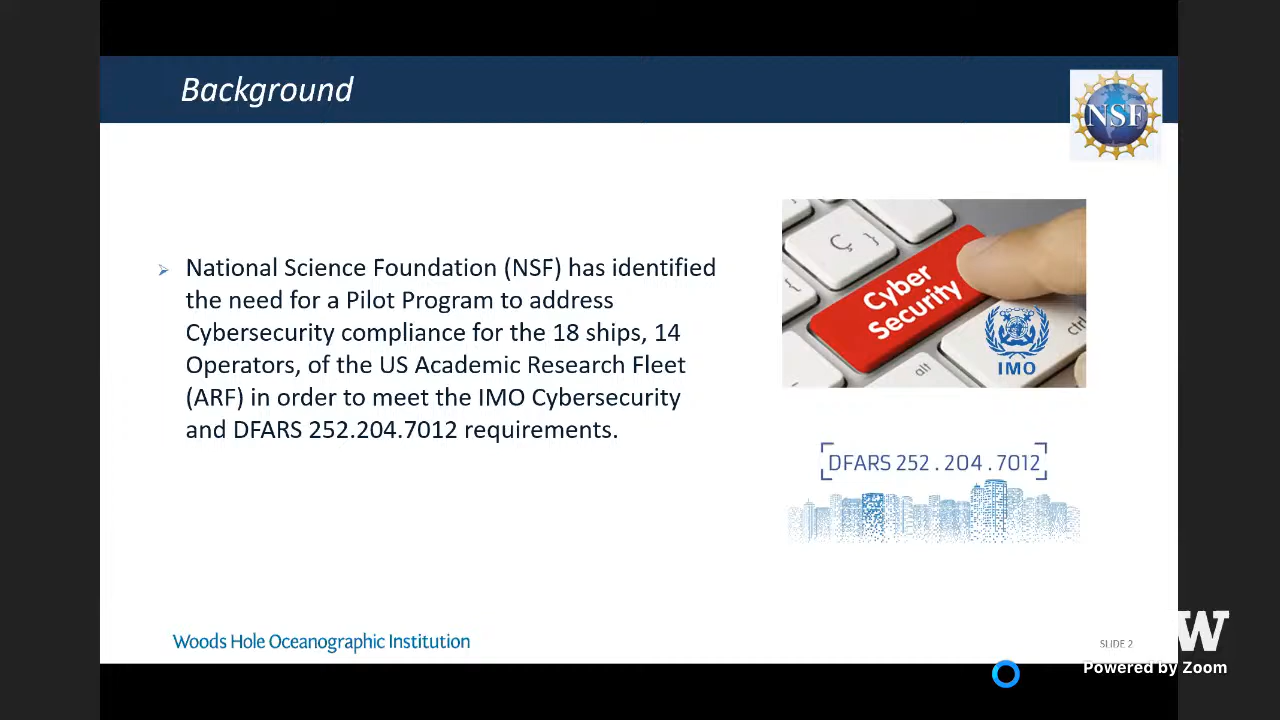 Background
NSF
National Science Foundation (NSF) has identified
the need for a Pilot Program to address
Cybersecurity compliance for the 18 ships, 14
Operators, of the US Academic Research Fleet
(ARF) in order to meet the IMO Cybersecurity
and DFARS 252.204.7012 requirements.
Ç
Cyber
Security
ctrl
alt
IMO
DFARS 252 . 204 . 7012
Woods Hole Oceanographic Institution
SLIDE 2
W
Powered by Zoom